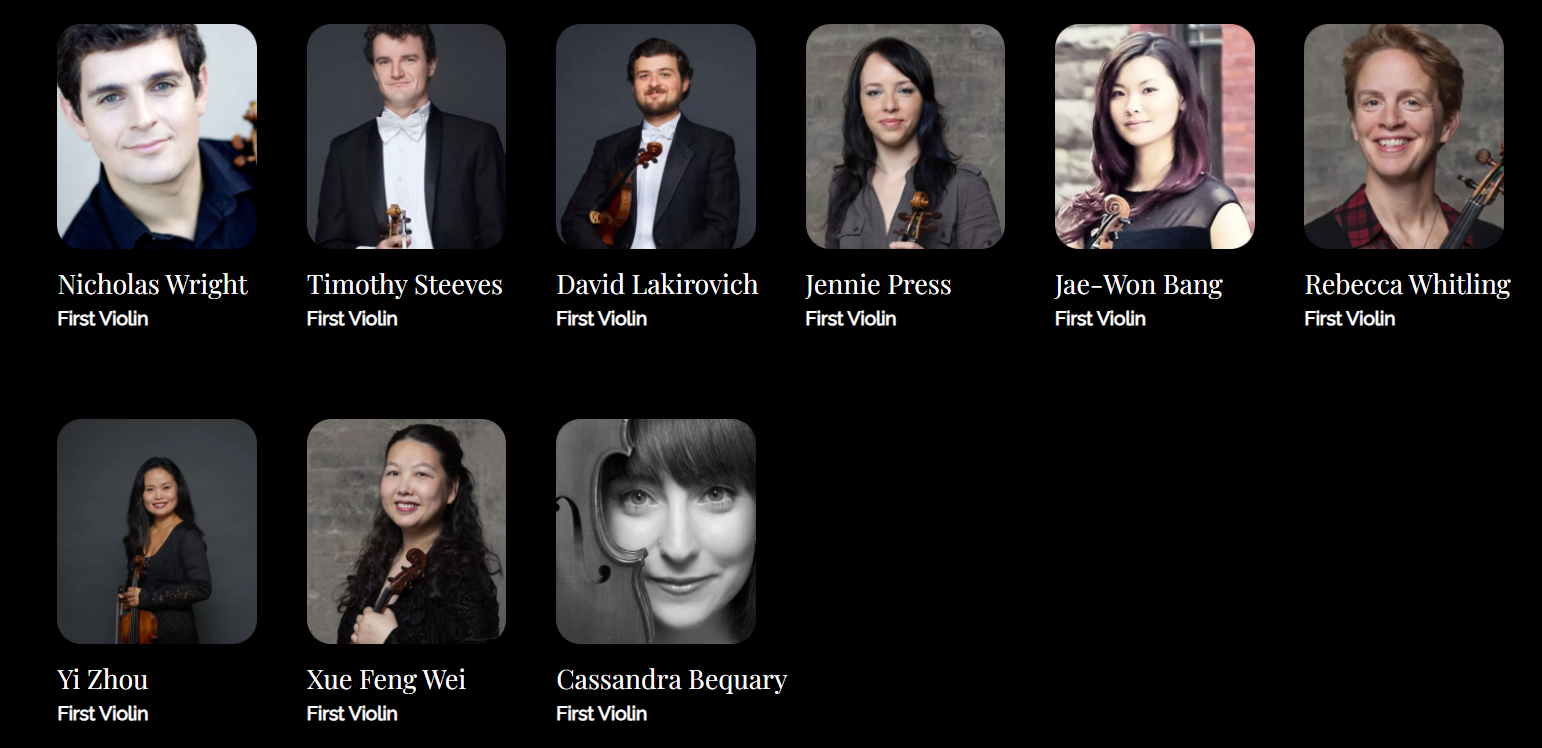 Nicholas Wright
First Violin
Timothy Steeves
First Violin
David Lakirovich
First Violin
Jennie Press
First Violin
Jae-Won Bang
First Violin
Rebecca Whitling
First Violin
Yi Zhou
First Violin
Xue Feng Wei
First Violin
Cassandra Bequary
First Violin